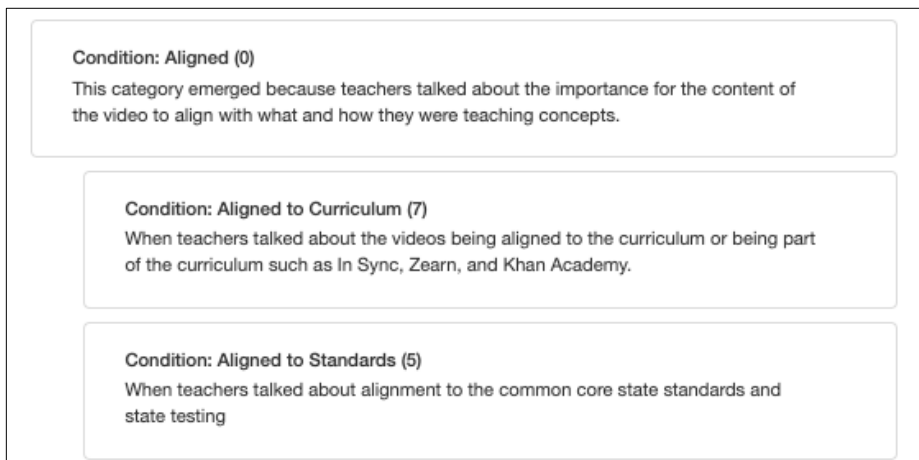 Condition: Aligned (0)
This category emerged because teachers talked about the importance for the content of
the video to align with what and how they were teaching concepts.
Condition: Aligned to Curriculum (7)
When teachers talked about the videos being aligned to the curriculum or being part
of the curriculum such as In Sync, Zearn, and Khan Academy.
Condition: Aligned to Standards (5)
When teachers talked about alignment to the common core state standards and
state testing